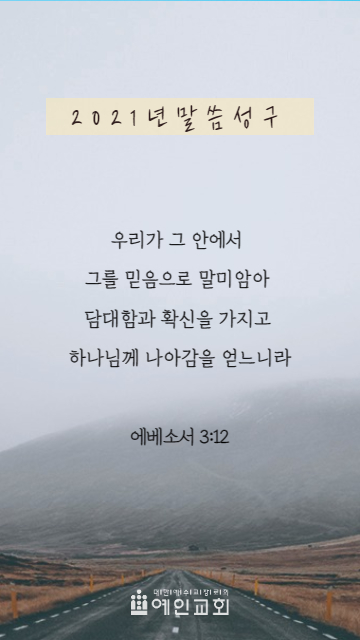 2021년말씀성구
우리가 그 안에서
그를 믿음으로 말미암아
담대함과 확신을 가지고
하나님께 나아감을 얻느니라
에베소서 3:12
예인교회